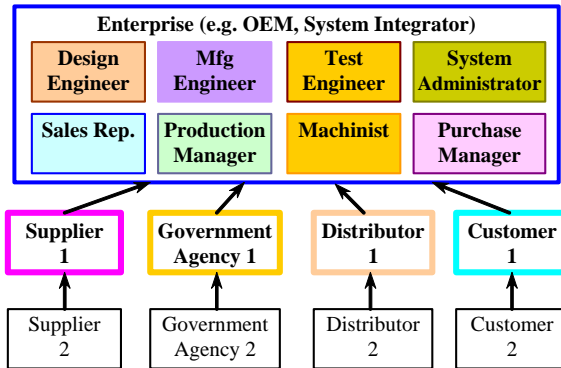 Enterprise (e.g. OEM, System Integrator)
Design
Engineer
Mfg
Engineer
Test
Engineer
System
Administrator
Sales Rep.
Production
Manager
Machinist
Purchase
Manager
Supplier
1
Government
Agency 1
Distributor
1
Customer
1
Supplier
2
Government
Agency 2
Distributor
2
Customer
2